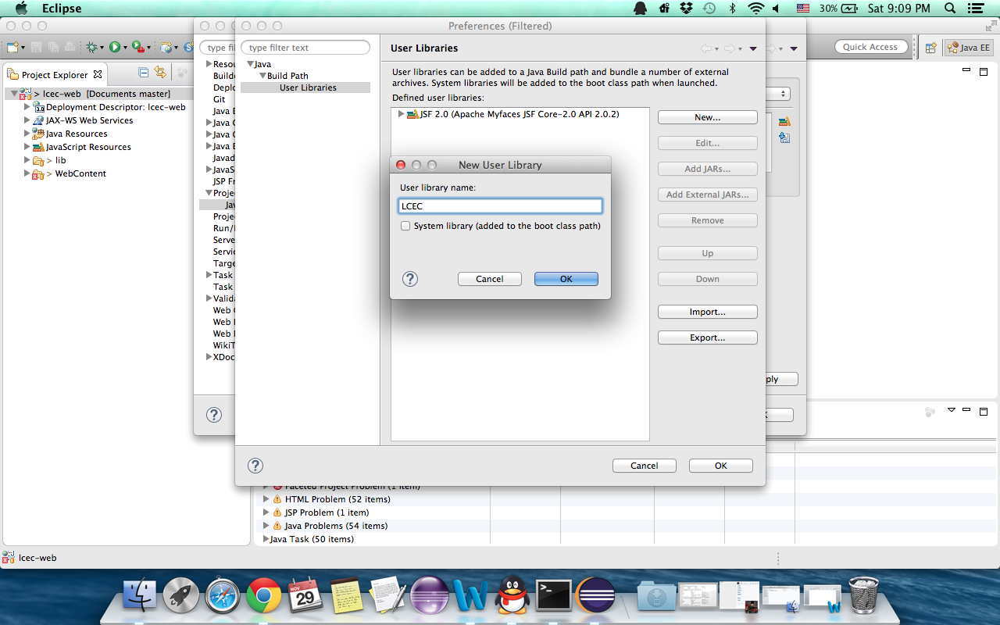 Eclipse
30%
Sat 9:09 PM
Preferences (Filtered)
Quick Access
Java EE
Project Explorer
> lcec-web [Documents master]
Deployment Descriptor: lcec-web
JAX-WS Web Services
Java Resources
JavaScript Resources
> lib
> WebContent
type fi
Resou
Builde
Deplo
Git
Java E
Java C
Java C
Java E
Javad
JavaS
JSP Fr
Projec
Jav
Projec
Run/
Serve
Servic
Targe
Task
Task
Valida
Web C
Web
Web
WikiT
XDoc
type filter text
Java
Build Path
User Libraries
User Libraries
User libraries can be added to a Java Build path and bundle a number of external
archives. System libraries will be added to the boot class path when launched.
Defined user libraries:
JSF 2.0 (Apache Myfaces JSF Core-2.0 API 2.0.2)
New...
Edit...
Add JARs...
Add External JARs...
Remove
Up
Down
Import...
Export...
New User Library
User library name:
LCEC
System library (added to the boot class path)
?
Cancel
OK
ply
?
?
Cancel
OK
Faceted Project Problem (1 item)
HTML Problem (52 items)
JSP Problem (1 item)
Java Problems (54 items)
Java Task (50 items)
lcec-web
NOV
29